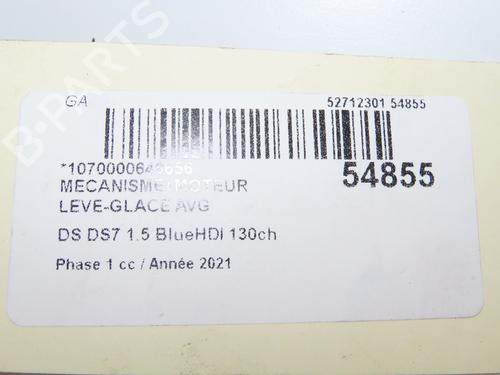 GA
52712301 54855
54855
MECANISME+MOTEUR
LEVE-GLACE AVG
DS DS7 1.5 BlueHDI 130ch
Phase 1 cc / Année 2021
B-PARTS